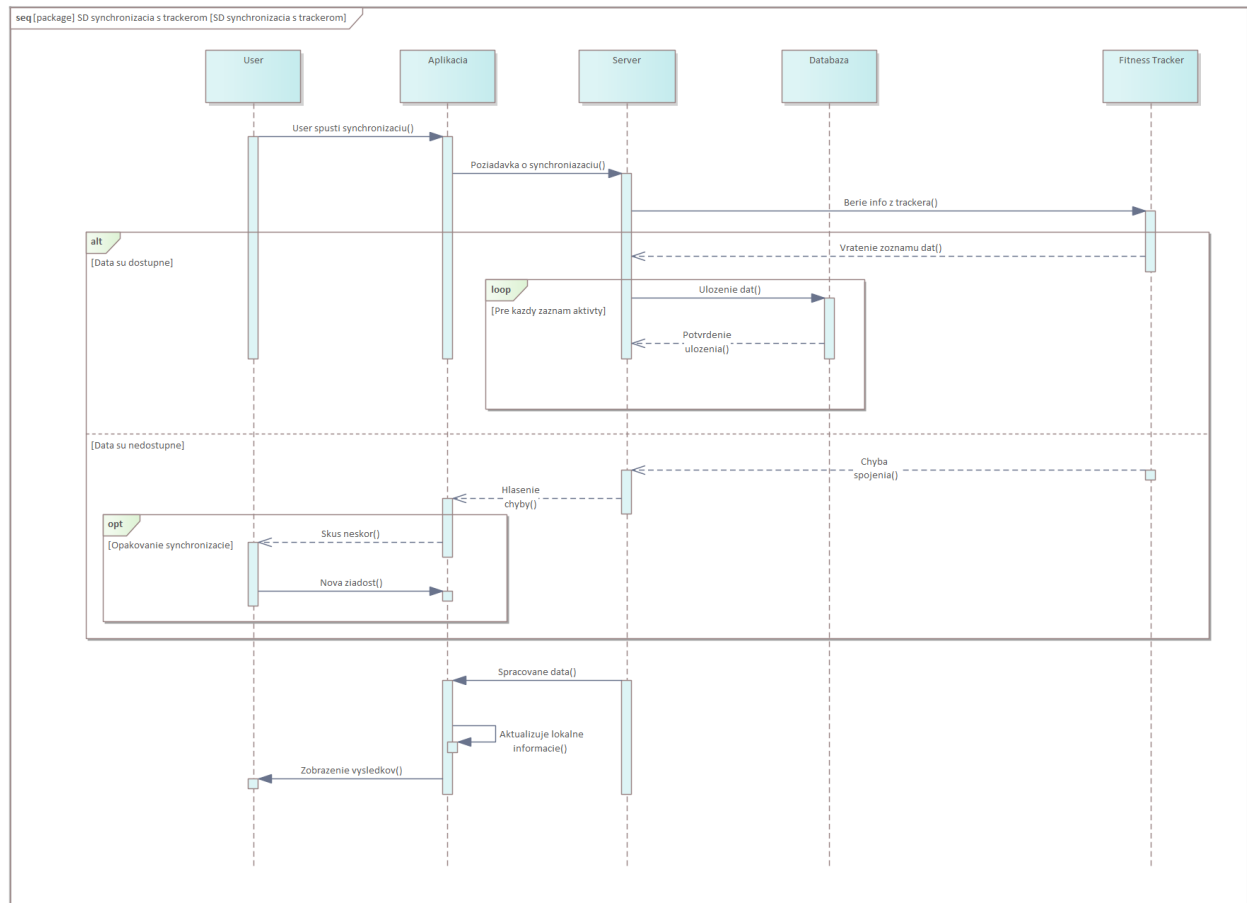 seq [package] SD synchronizacia s trackerom [SD synchronizacia s trackerom]
User
Aplikacia
Server
Databaza
Fitness Tracker
User spusti synchronizaciu()
Poziadavka o synchroniazaciu()
Berie info z trackera()
alt
[Data su dostupne]
Vratenie zoznamu dat()
loop
[Pre kazdy zaznam aktivty]
Ulozenie dat()
Potvrdenie
ulozenia()
[Data su nedostupne]
Chyba
spojenia()
Hlasenie
chyby()
opt
[Opakovanie synchronizacie]
Skus neskor()
Nova ziadost()
Spracovane data()
Aktualizuje lokalne
informacie()
Zobrazenie vysledkov()